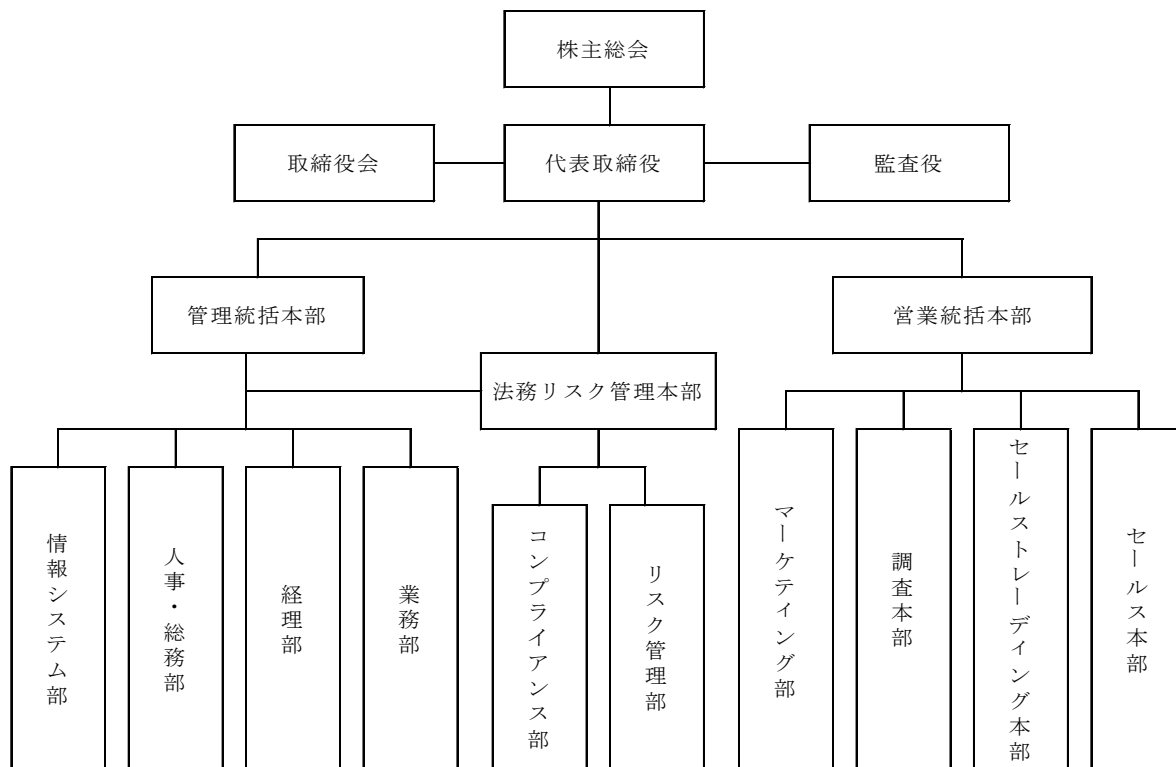 株主総会
取締役会
代表取締役
監査役
管理統括本部
営業統括本部
法務リスク管理本部
情報システム部
人事・総務部
経理部
業務部
コンプライアンス部
リスク管理部
マーケティング部
調査本部
セールストレーディング本部
セールス本部